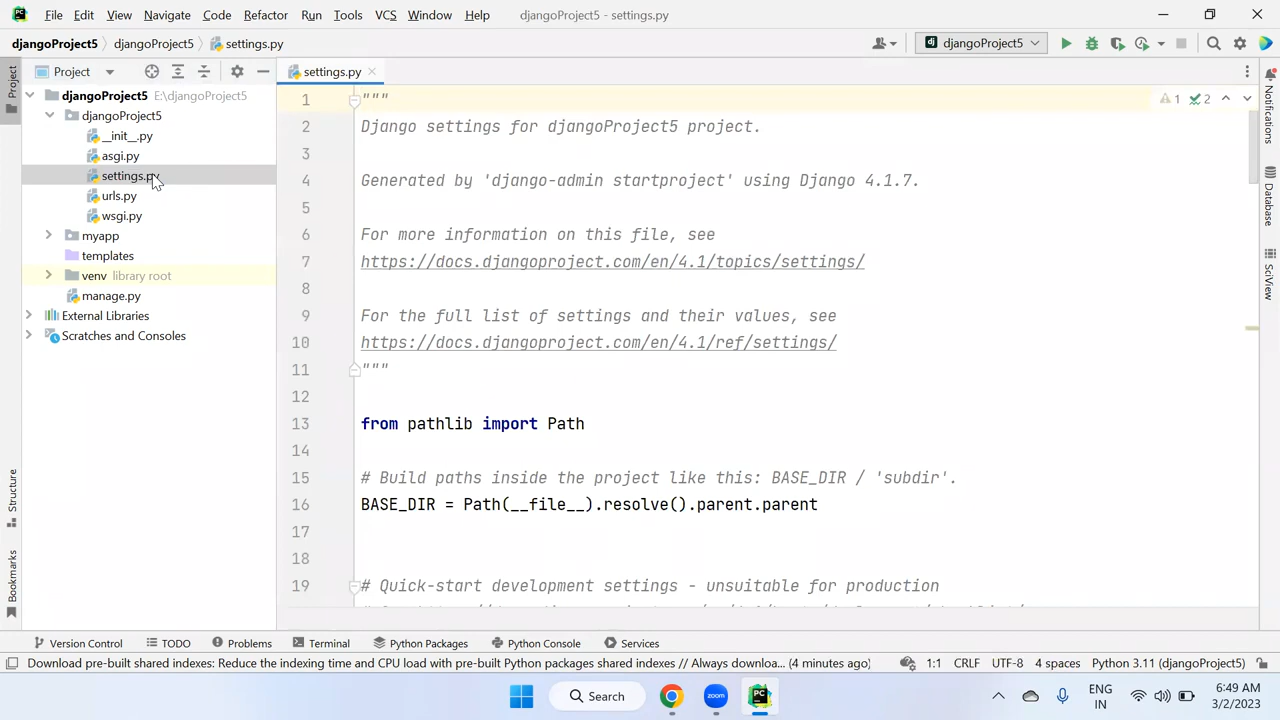 File Edit View Navigate Code Refactor Run Tools VCS Window Help djangoProject5 - settings.py
djangoProject5 djangoProject5 settings.py djangoProject5
Project settings.py
Project
djangoProject5 E:\djangoProject5
djangoProject5
__init__.py
asgi.py
settings.py
urls.py
wsgi.py
myapp
templates
venv library root
manage.py
External Libraries
Scratches and Consoles
Structure
Bookmarks
1 """
2 Django settings for djangoProject5 project.
3
4 Generated by 'django-admin startproject' using Django 4.1.7.
5
6 For more information on this file, see
7 https://docs.djangoproject.com/en/4.1/topics/settings/
8
9 For the full list of settings and their values, see
10 https://docs.djangoproject.com/en/4.1/ref/settings/
11 """
12
13 from pathlib import Path
14
15 # Build paths inside the project like this: BASE_DIR / 'subdir'.
16 BASE_DIR = Path(__file__).resolve().parent.parent
17
18
19 # Quick-start development settings - unsuitable for production
1 2
Notifications
Database
SciView
Version Control TODO Problems Terminal Python Packages Python Console Services
Download pre-built shared indexes: Reduce the indexing time and CPU load with pre-built Python packages shared indexes // Always downloa... (4 minutes ago) 1:1 CRLF UTF-8 4 spaces Python 3.11 (djangoProject5)
Search zoom PC ENG
IN
6:49 AM
3/2/2023